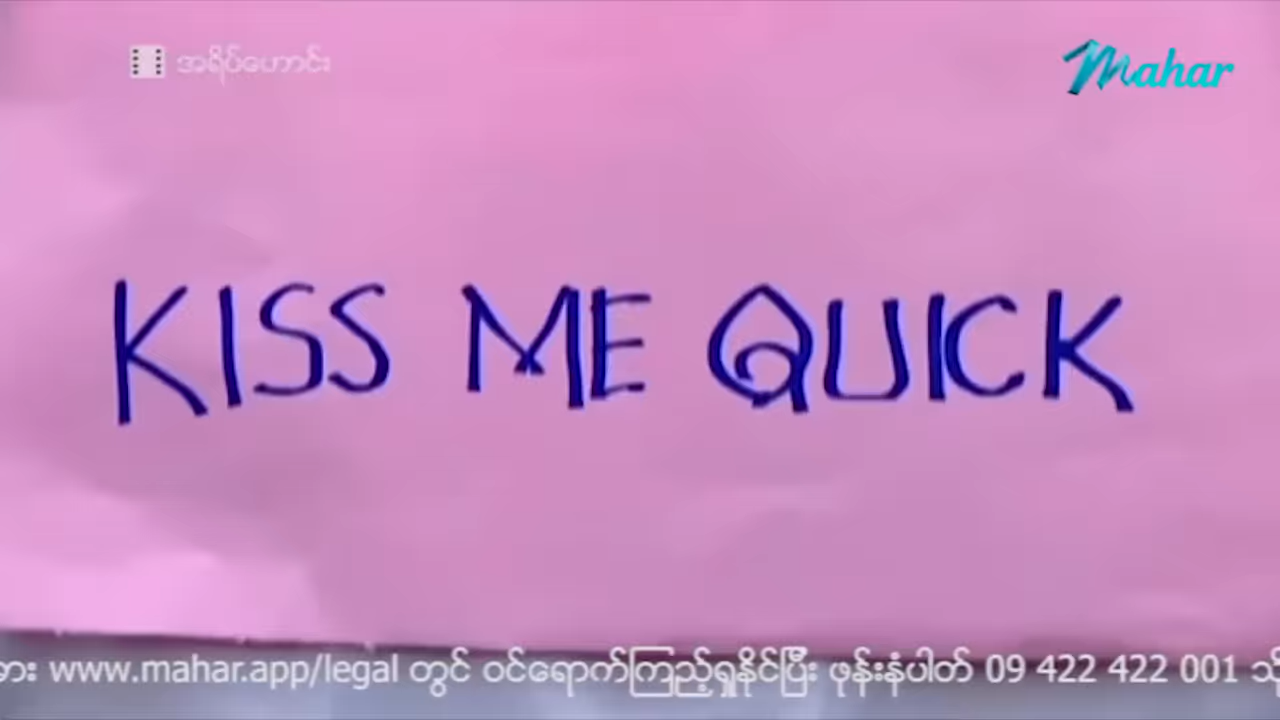 အရိပ်ဟောင်း
Mahar
KISS ME QUICK
www.mahar.app/legal တွင် ဝင်ရောက်ကြည့်ရှုနိုင်ပြီး ဖုန်းနံပါတ် 09 422 422 001